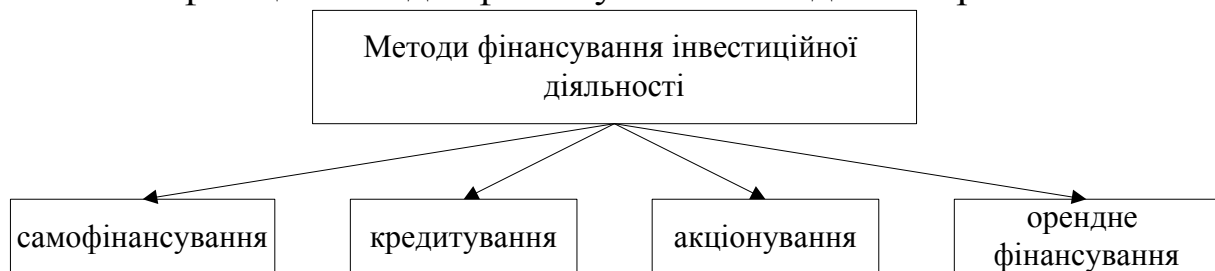 Методи фінансування інвестиційної
діяльності
самофінансування
кредитування
акціонування
орендне
фінансування